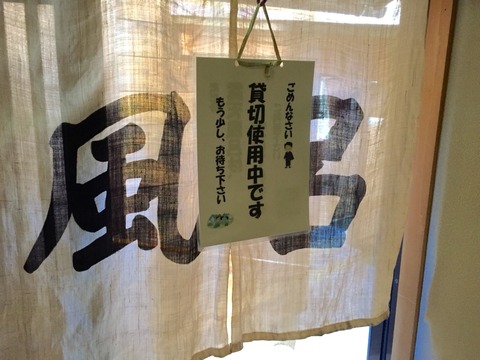 風呂
ごめんなさい
貸切使用中です
もう少し、お待ち下さい